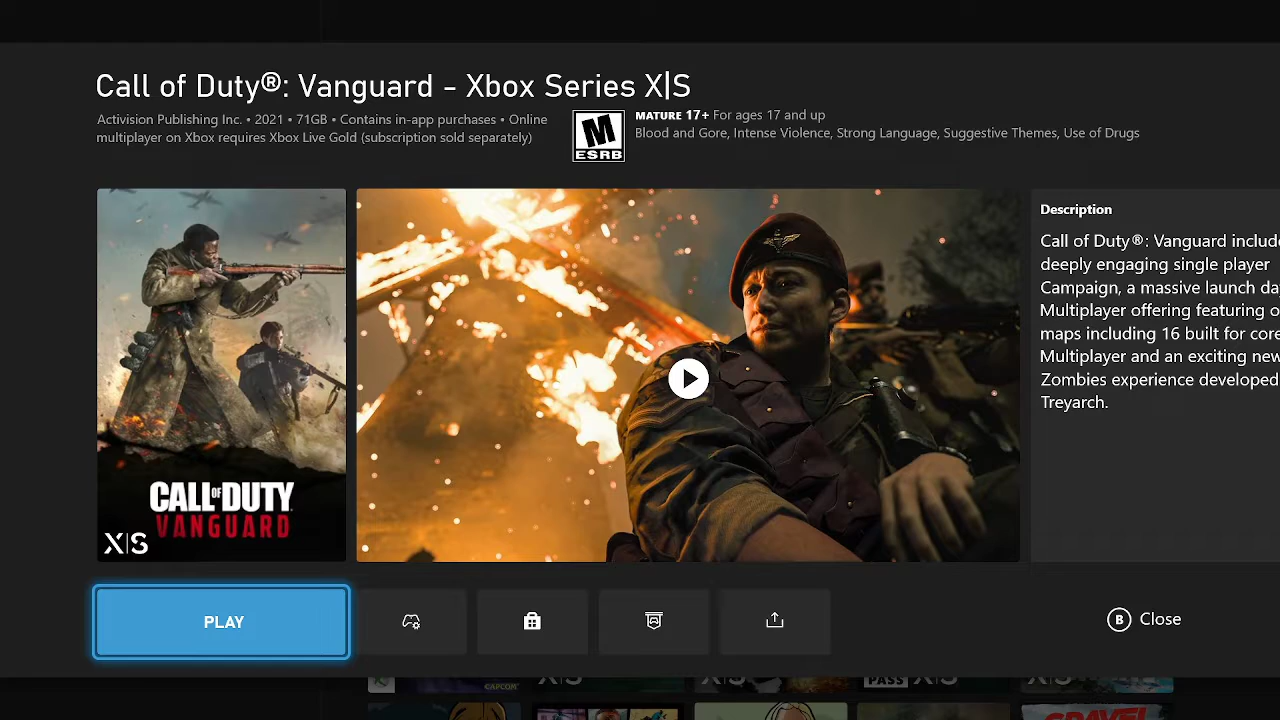 Call of Duty®: Vanguard - Xbox Series X|S
Activision Publishing Inc. • 2021 • 71GB • Contains in-app purchases • Online
multiplayer on Xbox requires Xbox Live Gold (subscription sold separately)
M
ESRB
MATURE 17+ For ages 17 and up
Blood and Gore, Intense Violence, Strong Language, Suggestive Themes, Use of Drugs
CALL OF DUTY
VANGUARD
X|S
Description
Call of Duty®: Vanguard include
deeply engaging single player
Campaign, a massive launch da
Multiplayer offering featuring o
maps including 16 built for core
Multiplayer and an exciting new
Zombies experience developed
Treyarch.
PLAY
B Close
CAPCOM
X|S
X|S
PASS X|S
X|S
GRAVEL